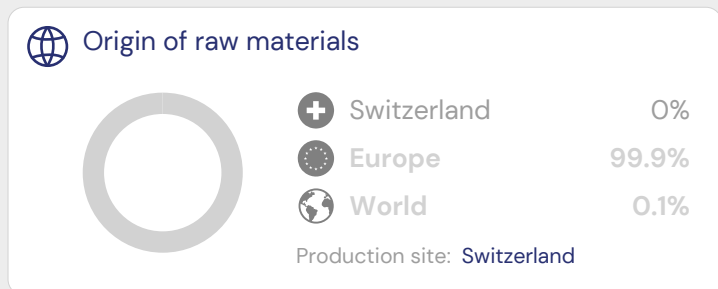 Origin of raw materials
Switzerland 0%
Europe 99.9%
World 0.1%
Production site: Switzerland